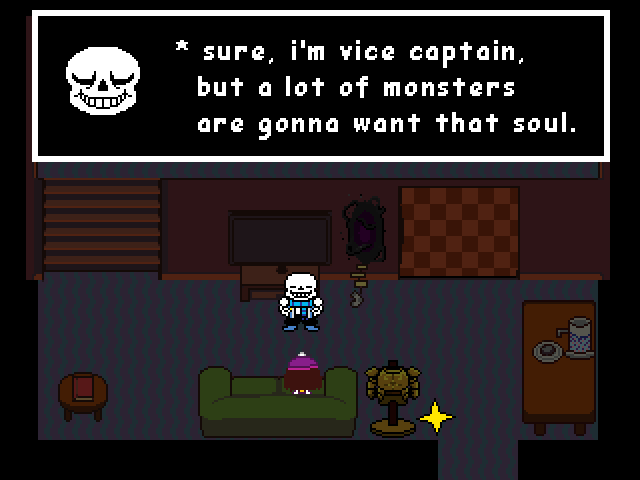 * sure, i'm vice captain,
but a lot of monsters
are gonna want that soul.